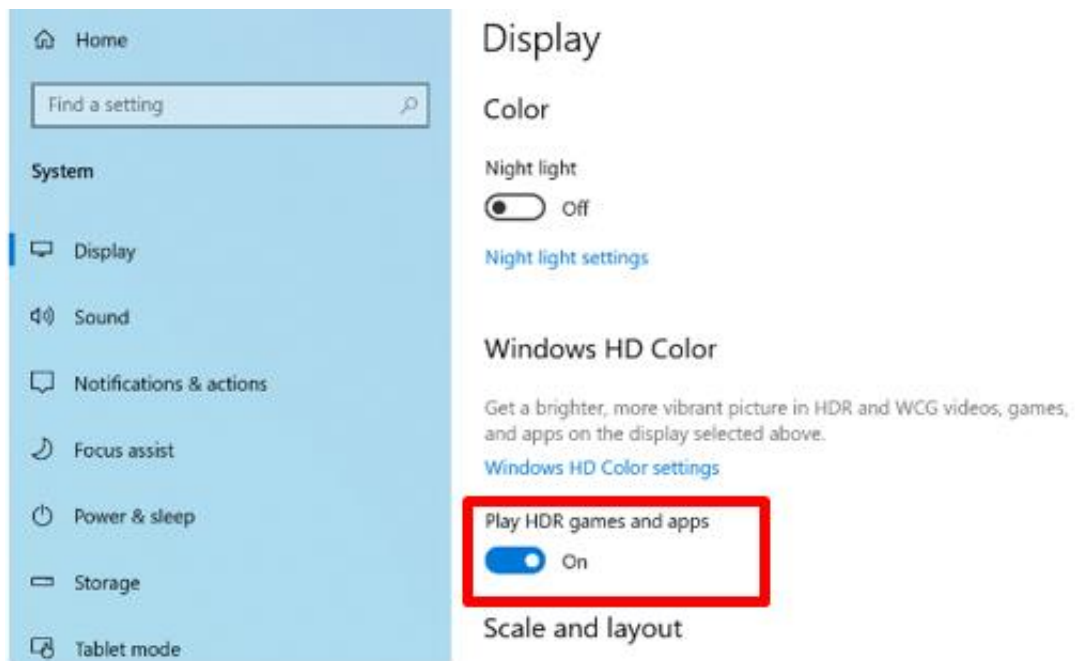 Home
Find a setting
System
Display
Sound
Notifications & actions
Focus assist
Power & sleep
Storage
Tablet mode
Display
Color
Night light
Off
Night light settings
Windows HD Color
Get a brighter, more vibrant picture in HDR and WCG videos, games,
and apps on the display selected above.
Windows HD Color settings
Play HDR games and apps
On
Scale and layout